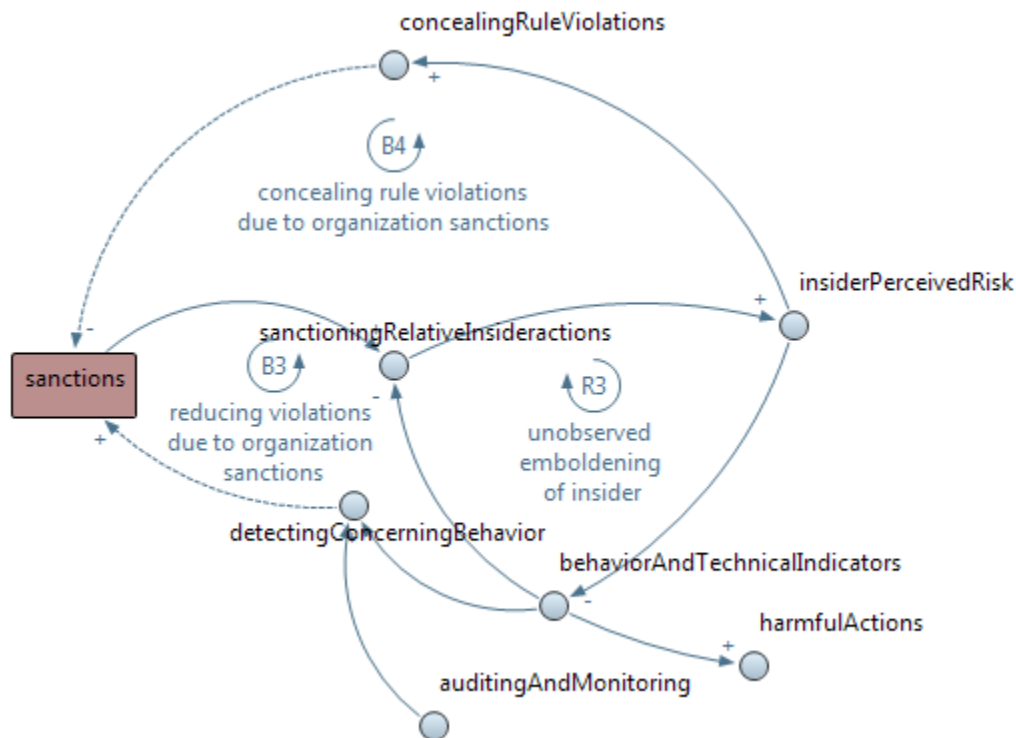 concealingRuleViolations
+
B4
concealing rule violations
due to organization sanctions
insiderPerceivedRisk
+
-
sanctioningRelativeInsideractions
+
sanctions
B3
-
R3
reducing violations
due to organization
sanctions
unobserved
emboldening
of insider
+
detectingConcerningBehavior
behaviorAndTechnicalIndicators
-
harmfulActions
+
auditingAndMonitoring